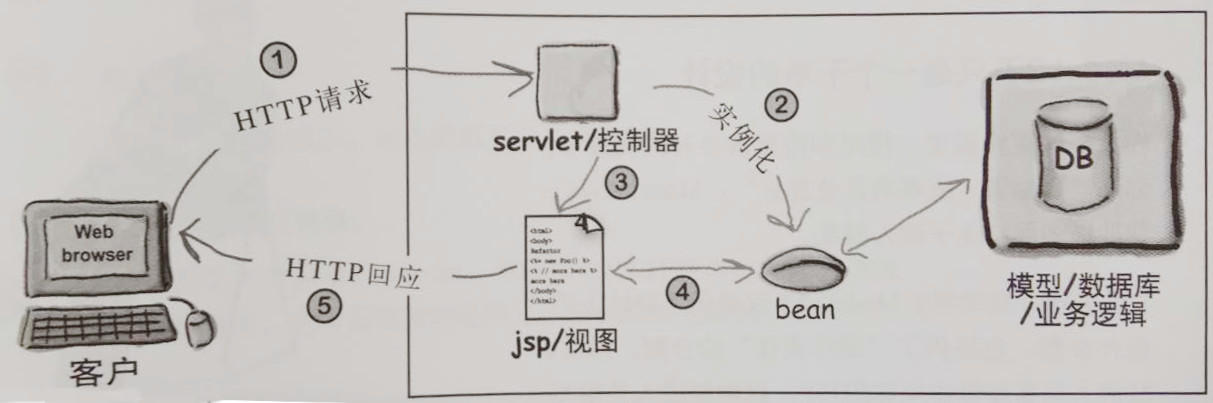 ①
HTTP请求
servlet/控制器
②
实例化
③
DB
Web
browser
4
<html>
<body>
Refactor
<%= new Foo() %>
<% // more here %>
more here
</body>
</html>
HTTP回应
⑤
④
bean
模型/数据库
/业务逻辑
jsp/视图
客户